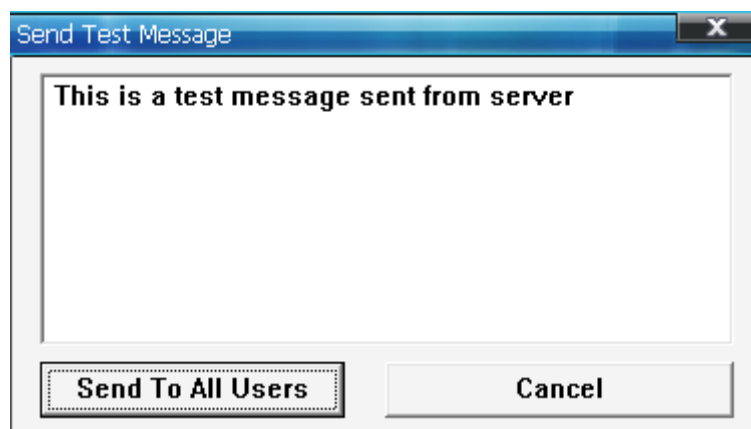 Send Test Message
X
This is a test message sent from server
Send To All Users
Cancel